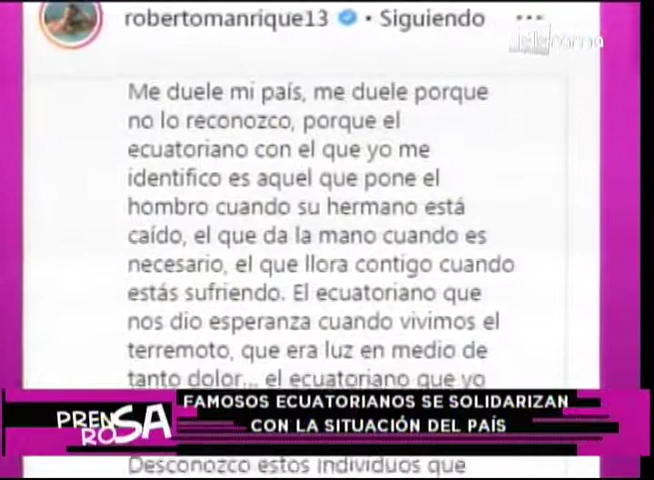 robertomanrique13 • Siguiendo ...
telerama
Me duele mi país, me duele porque
no lo reconozco, porque el
ecuatoriano con el que yo me
identifico es aquel que pone el
hombro cuando su hermano está
caído, el que da la mano cuando es
necesario, el que llora contigo cuando
estás sufriendo. El ecuatoriano que
nos dio esperanza cuando vivimos el
terremoto, que era luz en medio de
tanto dolor... el ecuatoriano que yo
FAMOSOS ECUATORIANOS SE SOLIDARIZAN
CON LA SITUACIÓN DEL PAÍS
PRENSA
ROSA
Desconozco estos individuos que